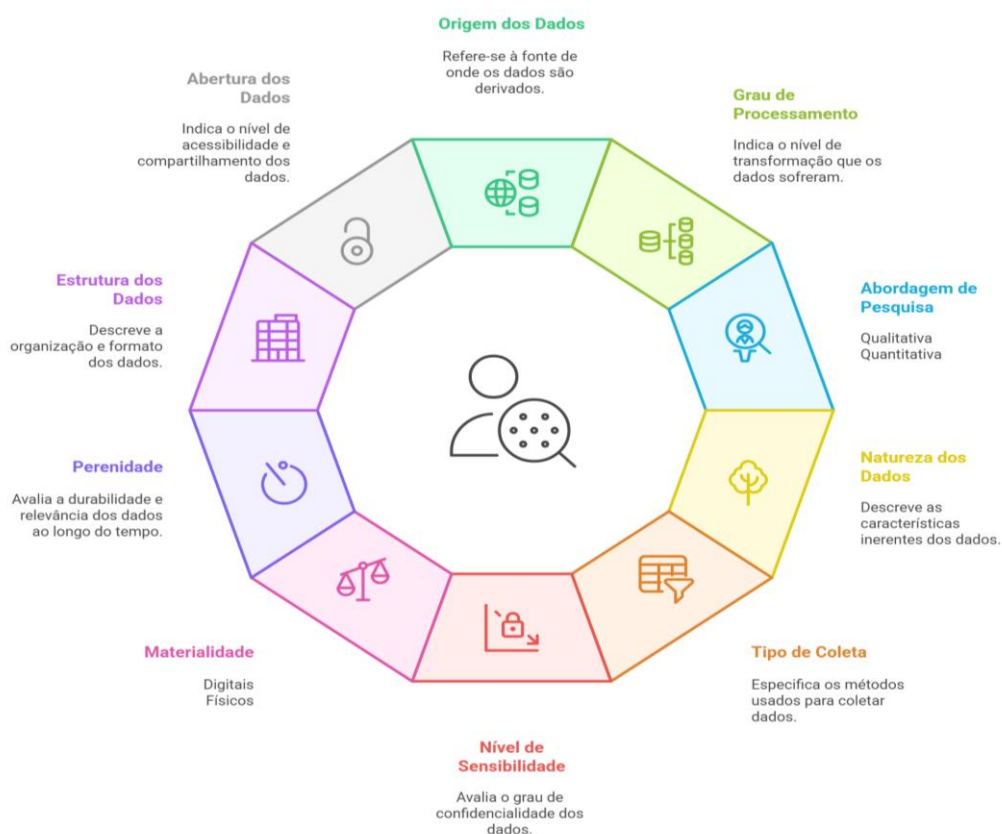 Origem dos Dados
Refere-se à fonte de
onde os dados são
derivados.
Grau de
Processamento
Indica o nível de
transformação que os
dados sofreram.
Abordagem de
Pesquisa
Qualitativa
Quantitativa
Natureza dos
Dados
Descreve as
características
inerentes dos dados.
Tipo de Coleta
Especifica os métodos
usados para coletar
dados.
Nível de
Sensibilidade
Avalia o grau de
confidencialidade dos
dados.
Materialidade
Digitais
Físicos
Perenidade
Avalia a durabilidade e
relevância dos dados
ao longo do tempo.
Estrutura dos
Dados
Descreve a
organização e formato
dos dados.
Abertura dos
Dados
Indica o nível de
acessibilidade e
compartilhamento dos
dados.